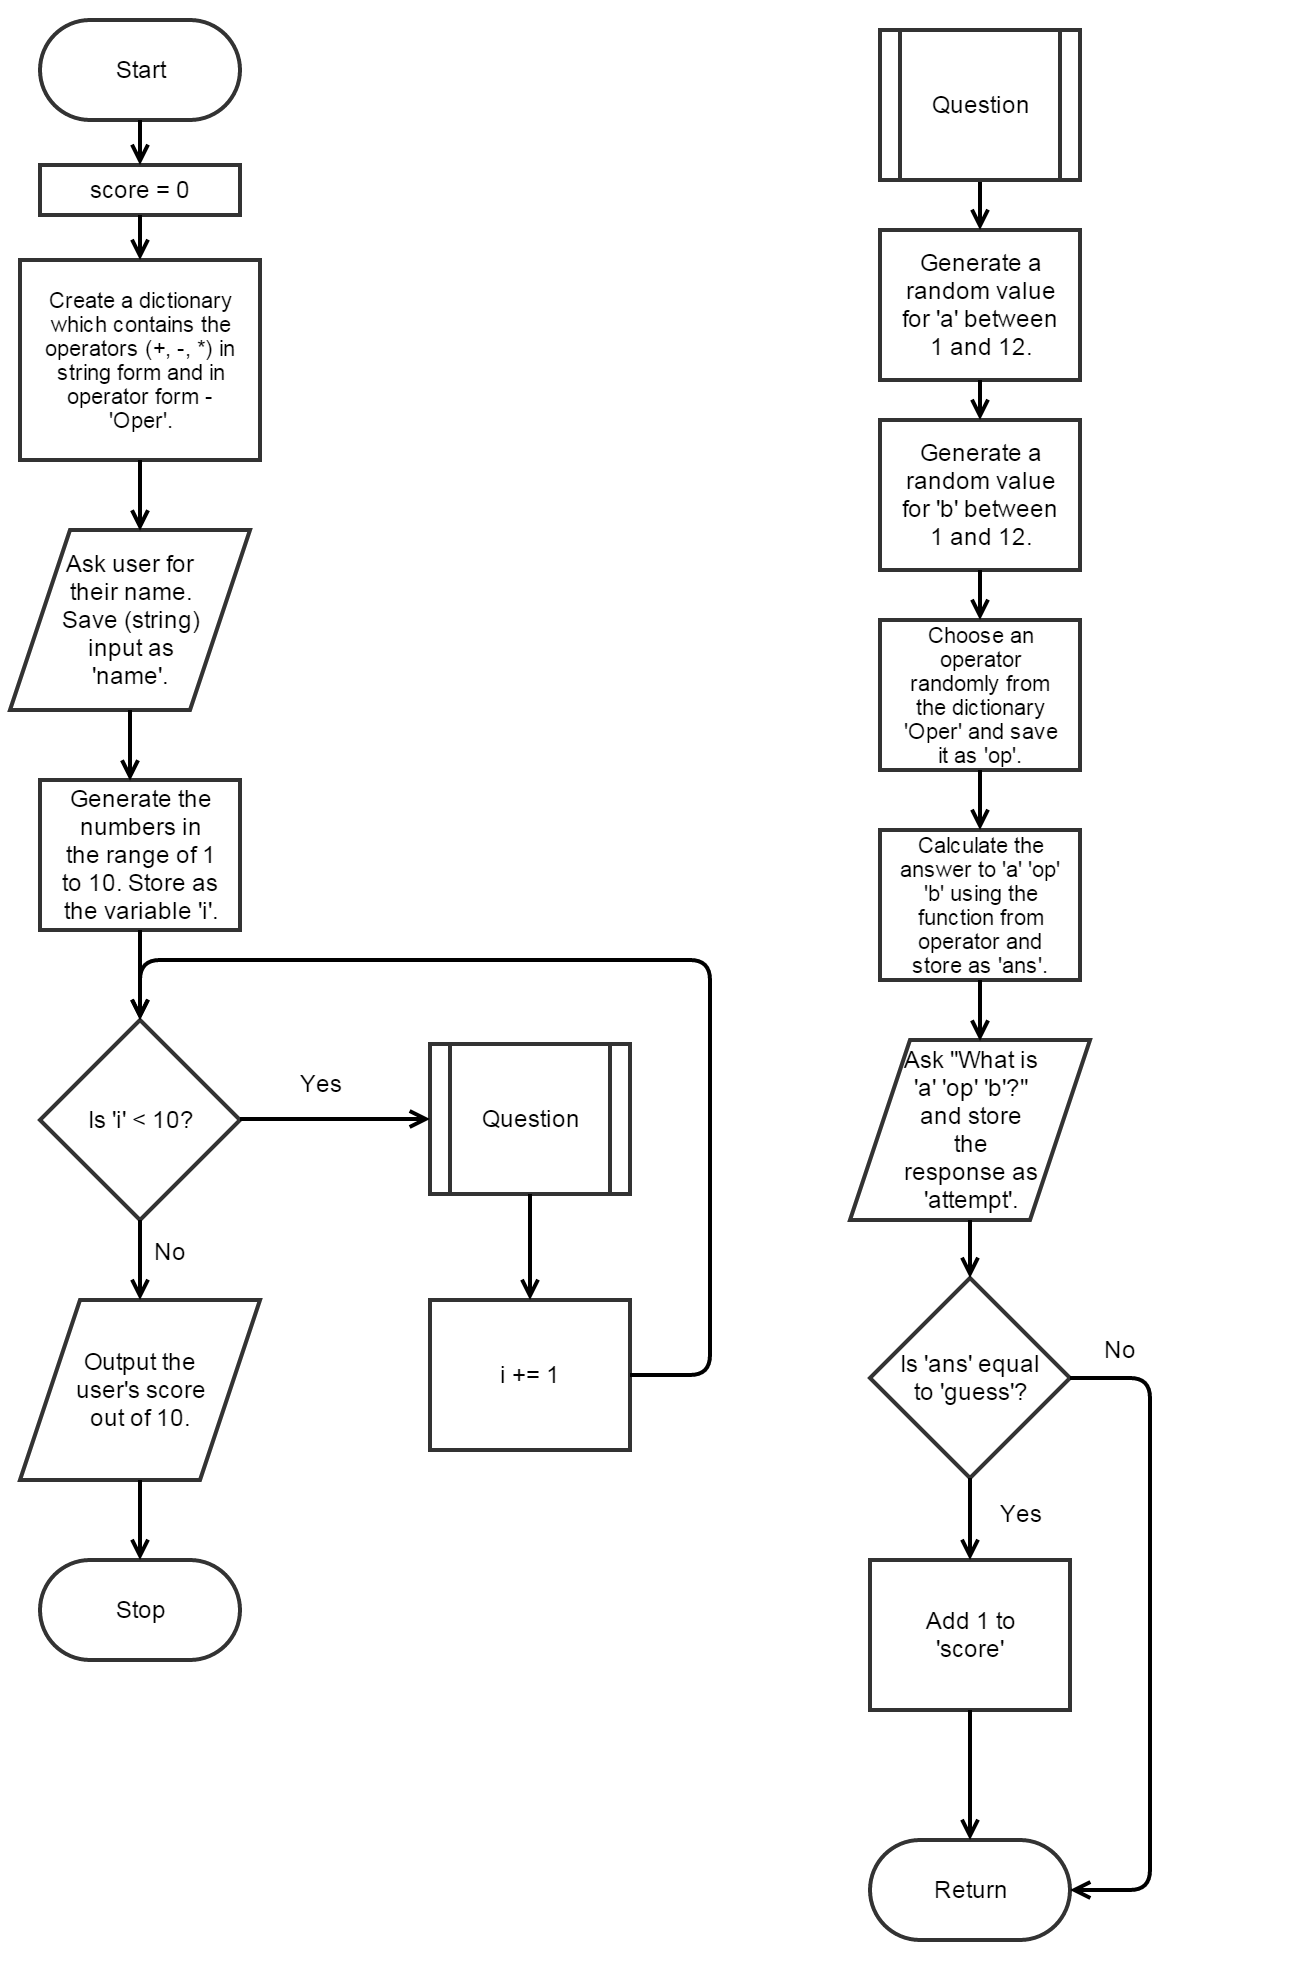 Start
score = 0
Create a dictionary
which contains the
operators (+, -, *) in
string form and in
operator form -
'Oper'.
Ask user for
their name.
Save (string)
input as
'name'.
Generate the
numbers in
the range of 1
to 10. Store as
the variable 'i'.
Is 'i' < 10?
Yes
Question
i += 1
No
Output the
user's score
out of 10.
Stop
Question
Generate a
random value
for 'a' between
1 and 12.
Generate a
random value
for 'b' between
1 and 12.
Choose an
operator
randomly from
the dictionary
'Oper' and save
it as 'op'.
Calculate the
answer to 'a' 'op'
'b' using the
function from
operator and
store as 'ans'.
Ask "What is
'a' 'op' 'b'?"
and store
the
response as
'attempt'.
Is 'ans' equal
to 'guess'?
No
Yes
Add 1 to
'score'
Return